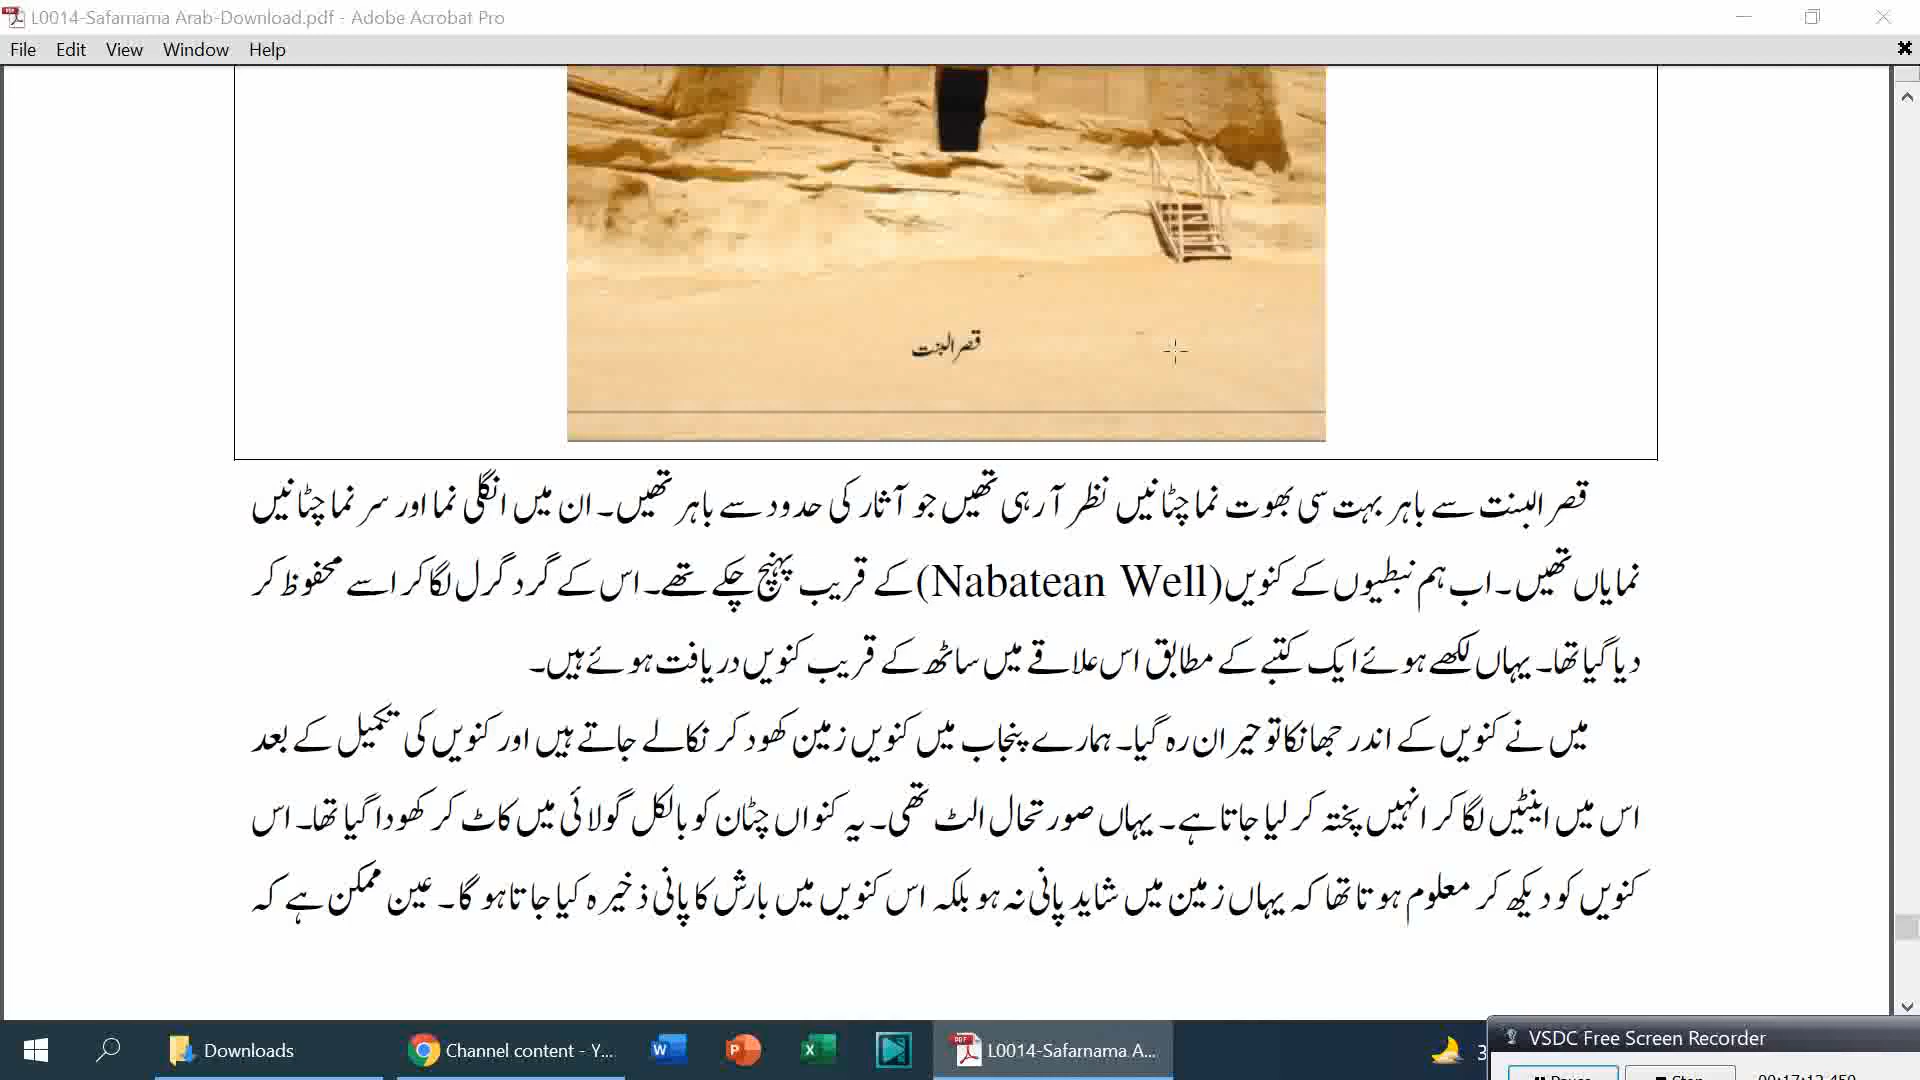 L0014-Safarnama Arab-Download.pdf - Adobe Acrobat Pro
File Edit View Window Help
قصر البنت
قصر البنت سے باہر بہت سی بھوت نما چٹانیں نظر آ رہی تھیں جو آثار کی حدود سے باہر تھیں۔ ان میں انگلی نما اور سر نما چٹانیں
نمایاں تھیں۔ اب ہم نبطیوں کے کنویں (Nabatean Well) کے قریب پہنچ چکے تھے۔ اس کے گرد گرل لگا کر اسے محفوظ کر
دیا گیا تھا۔ یہاں لکھے ہوئے ایک کتبے کے مطابق اس علاقے میں ساٹھ کے قریب کنویں دریافت ہوئے ہیں۔
میں نے کنویں کے اندر جھانکا تو حیران رہ گیا۔ ہمارے پنجاب میں کنویں زمین کھود کر نکالے جاتے ہیں اور کنویں کی تکمیل کے بعد
اس میں اینٹیں لگا کر انہیں پختہ کر لیا جاتا ہے۔ یہاں صورتحال الٹ تھی۔ یہ کنواں چٹان کو بالکل گولائی میں کاٹ کر کھودا گیا تھا۔ اس
کنویں کو دیکھ کر معلوم ہوتا تھا کہ یہاں زمین میں شاید پانی نہ ہو بلکہ اس کنویں میں بارش کا پانی ذخیرہ کیا جاتا ہو گا۔ عین ممکن ہے کہ
Downloads
Channel content - Y...
L0014-Safarnama A...
3
VSDC Free Screen Recorder
Pause
Stop
00:17:12.450